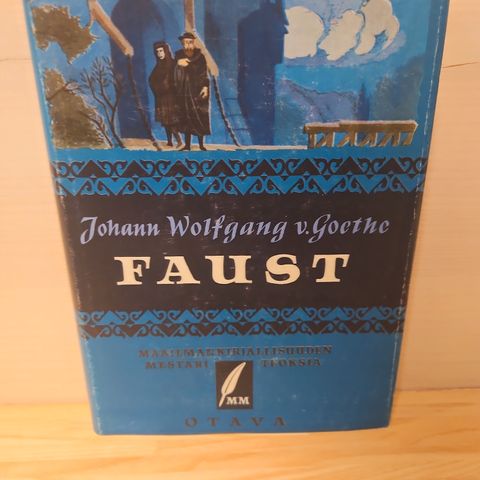 Johann Wolfgang v. Goethe
FAUST
MAAILMANKIRJALLISUUDEN
MESTARI TEOKSIA
MM
OTAVA